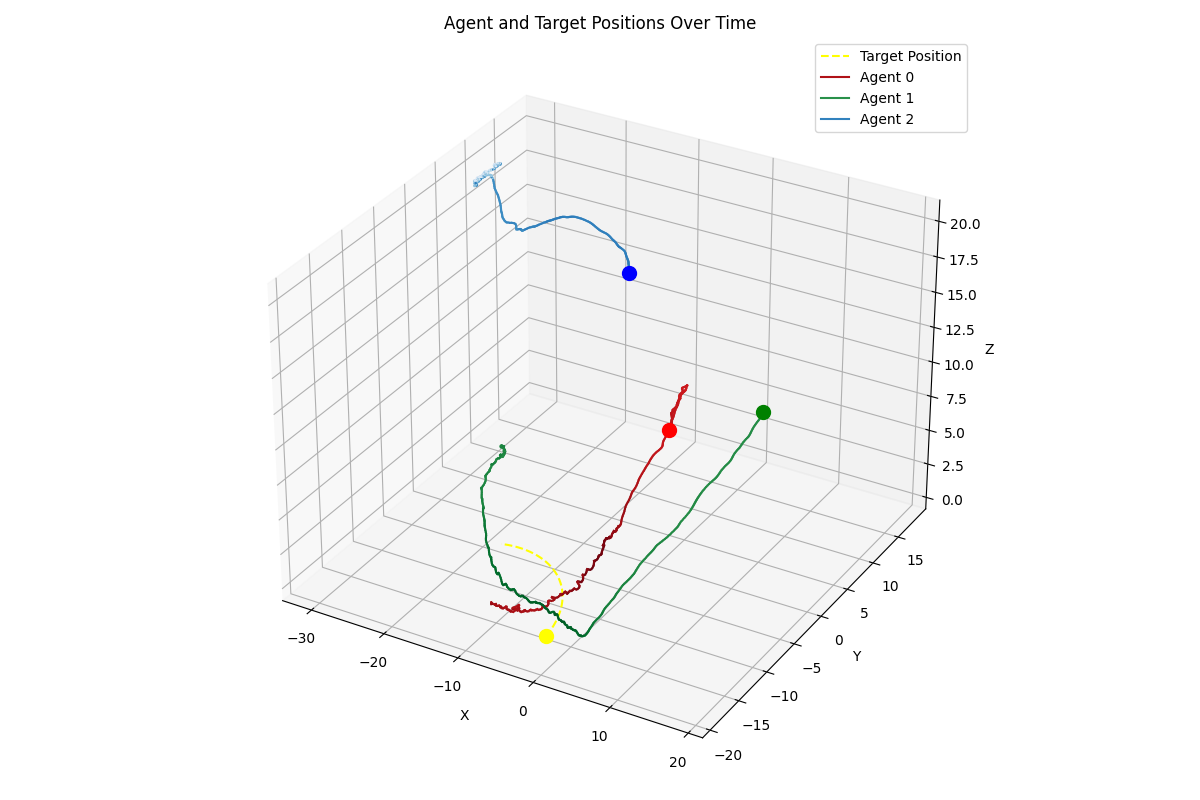 Agent and Target Positions Over Time
Target Position
Agent 0
Agent 1
Agent 2
20.0
17.5
15.0
12.5
10.0
7.5
5.0
2.5
0.0
Z
15
10
5
0
−5
−10
−15
−20
Y
−30
−20
−10
0
10
20
X